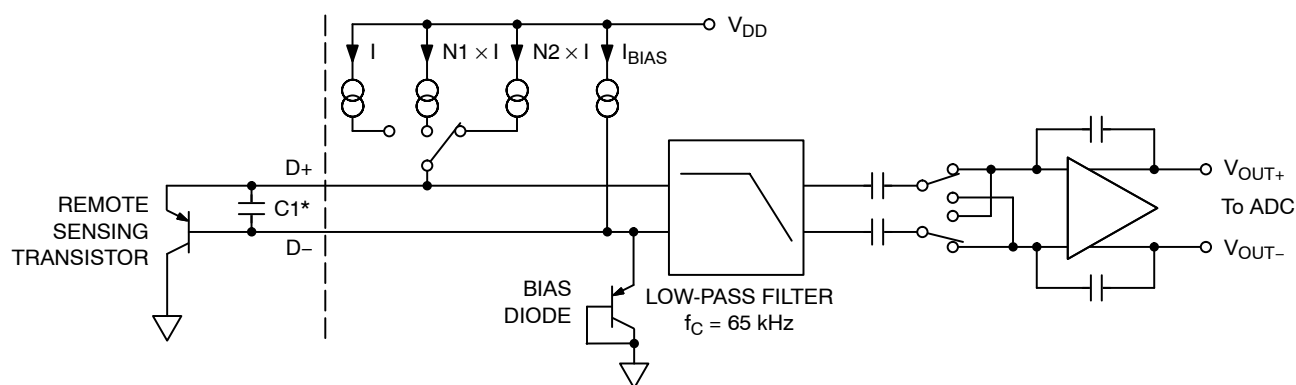 V_DD
I N1 × I N2 × I I_BIAS
D+
REMOTE
SENSING
TRANSISTOR
C1*
D−
BIAS
DIODE
LOW-PASS FILTER
f_C = 65 kHz
V_OUT+
To ADC
V_OUT−